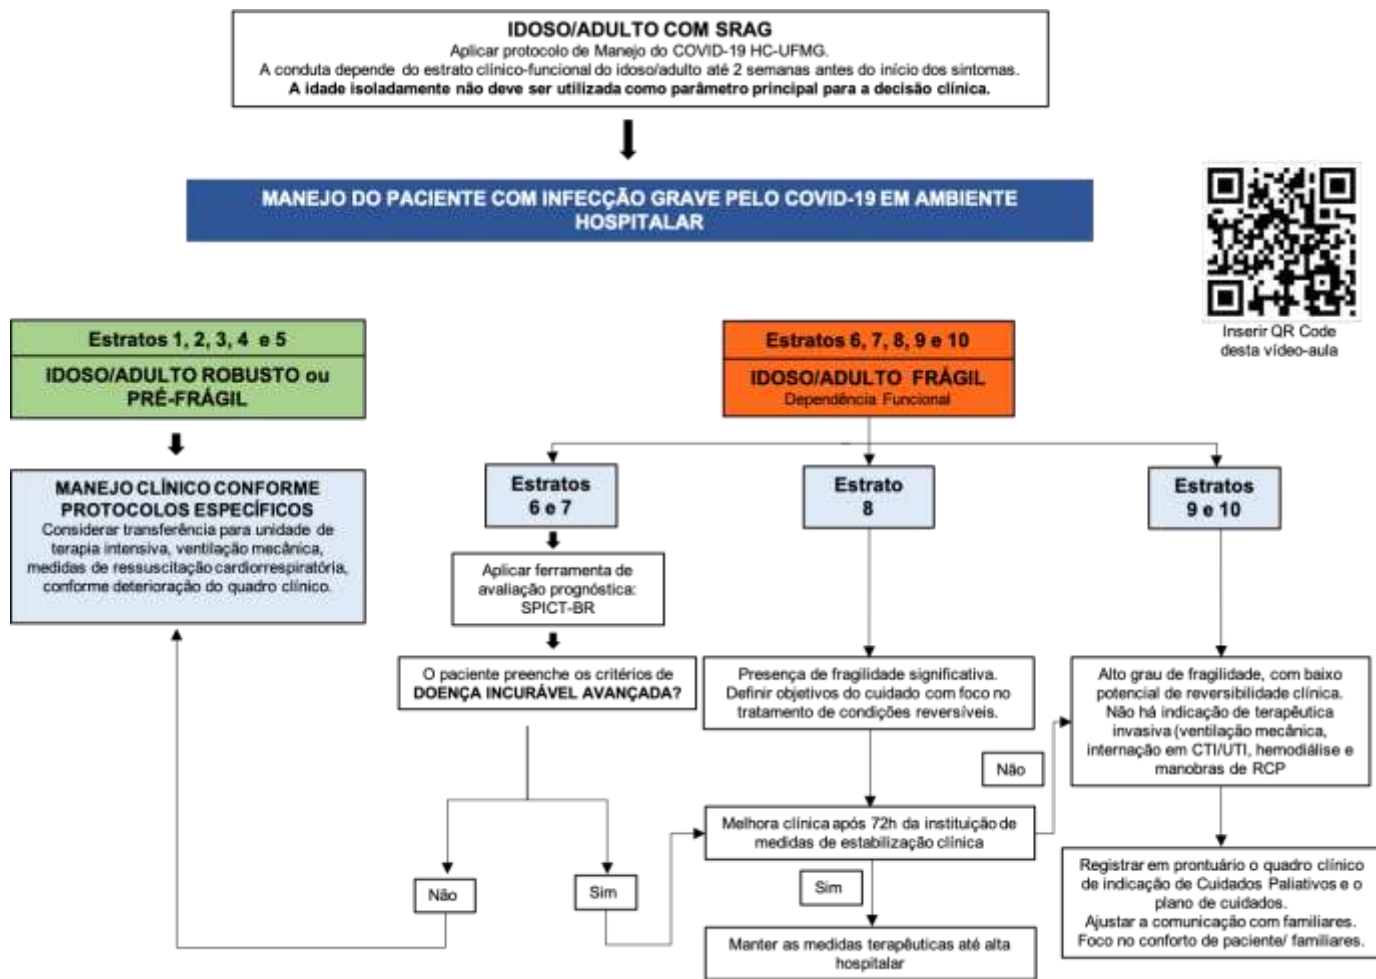 IDOSO/ADULTO COM SRAG
Aplicar protocolo de Manejo do COVID-19 HC-UFMG.
A conduta depende do estrato clínico-funcional do idoso/adulto até 2 semanas antes do início dos sintomas.
A idade isoladamente não deve ser utilizada como parâmetro principal para a decisão clínica.
MANEJO DO PACIENTE COM INFECÇÃO GRAVE PELO COVID-19 EM AMBIENTE
HOSPITALAR
Inserir QR Code
desta vídeo-aula
Estratos 1, 2, 3, 4 e 5
IDOSO/ADULTO ROBUSTO ou
PRÉ-FRÁGIL
MANEJO CLÍNICO CONFORME
PROTOCOLOS ESPECÍFICOS
Considerar transferência para unidade de
terapia intensiva, ventilação mecânica,
medidas de ressuscitação cardiorrespiratória,
conforme deterioração do quadro clínico.
Estratos 6, 7, 8, 9 e 10
IDOSO/ADULTO FRÁGIL
Dependência Funcional
Estratos
6 e 7
Aplicar ferramenta de
avaliação prognóstica:
SPICT-BR
O paciente preenche os critérios de
DOENÇA INCURÁVEL AVANÇADA?
Não
Sim
Estrato
8
Presença de fragilidade significativa.
Definir objetivos do cuidado com foco no
tratamento de condições reversíveis.
Melhora clínica após 72h da instituição de
medidas de estabilização clínica
Não
Sim
Manter as medidas terapêuticas até alta
hospitalar
Estratos
9 e 10
Alto grau de fragilidade, com baixo
potencial de reversibilidade clínica.
Não há indicação de terapêutica
invasiva (ventilação mecânica,
internação em CTI/UTI, hemodiálise e
manobras de RCP
Registrar em prontuário o quadro clínico
de indicação de Cuidados Paliativos e o
plano de cuidados.
Ajustar a comunicação com familiares.
Foco no conforto de paciente/ familiares.